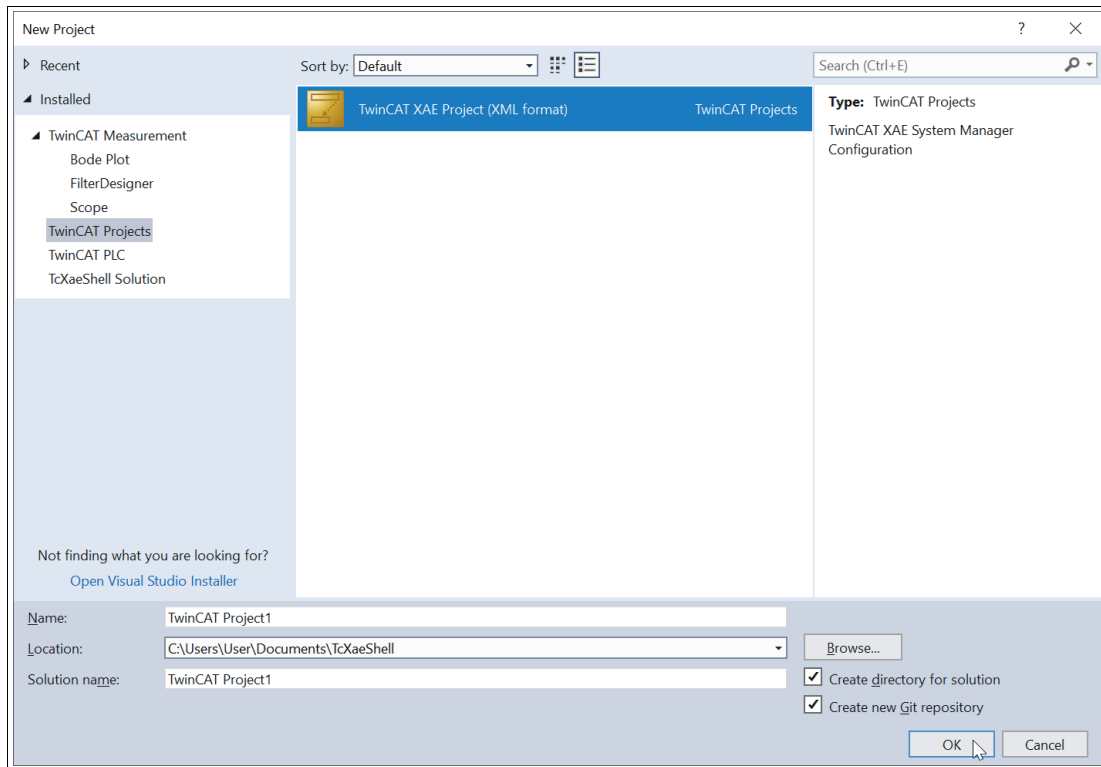 New Project
?
Recent
Sort by: Default
Search (Ctrl+E)
Installed
TwinCAT Measurement
Bode Plot
FilterDesigner
Scope
TwinCAT Projects
TwinCAT PLC
TcXaeShell Solution
TwinCAT XAE Project (XML format) TwinCAT Projects
Type: TwinCAT Projects
TwinCAT XAE System Manager
Configuration
Not finding what you are looking for?
Open Visual Studio Installer
Name: TwinCAT Project1
Location: C:\Users\User\Documents\TcXaeShell Browse...
Solution name: TwinCAT Project1
Create directory for solution
Create new Git repository
OK Cancel